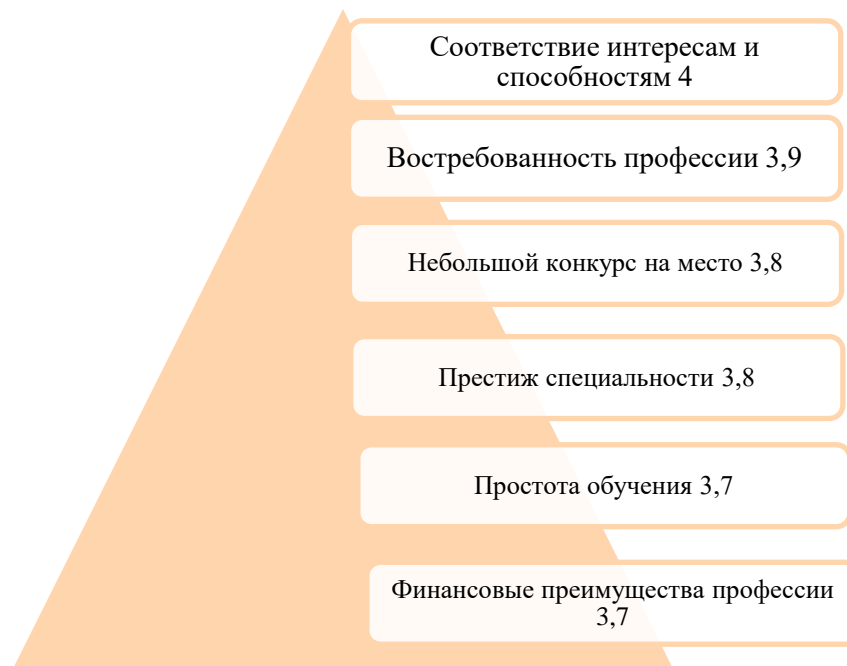 Соответствие интересам и
способностям 4
Востребованность профессии 3,9
Небольшой конкурс на место 3,8
Престиж специальности 3,8
Простота обучения 3,7
Финансовые преимущества профессии
3,7